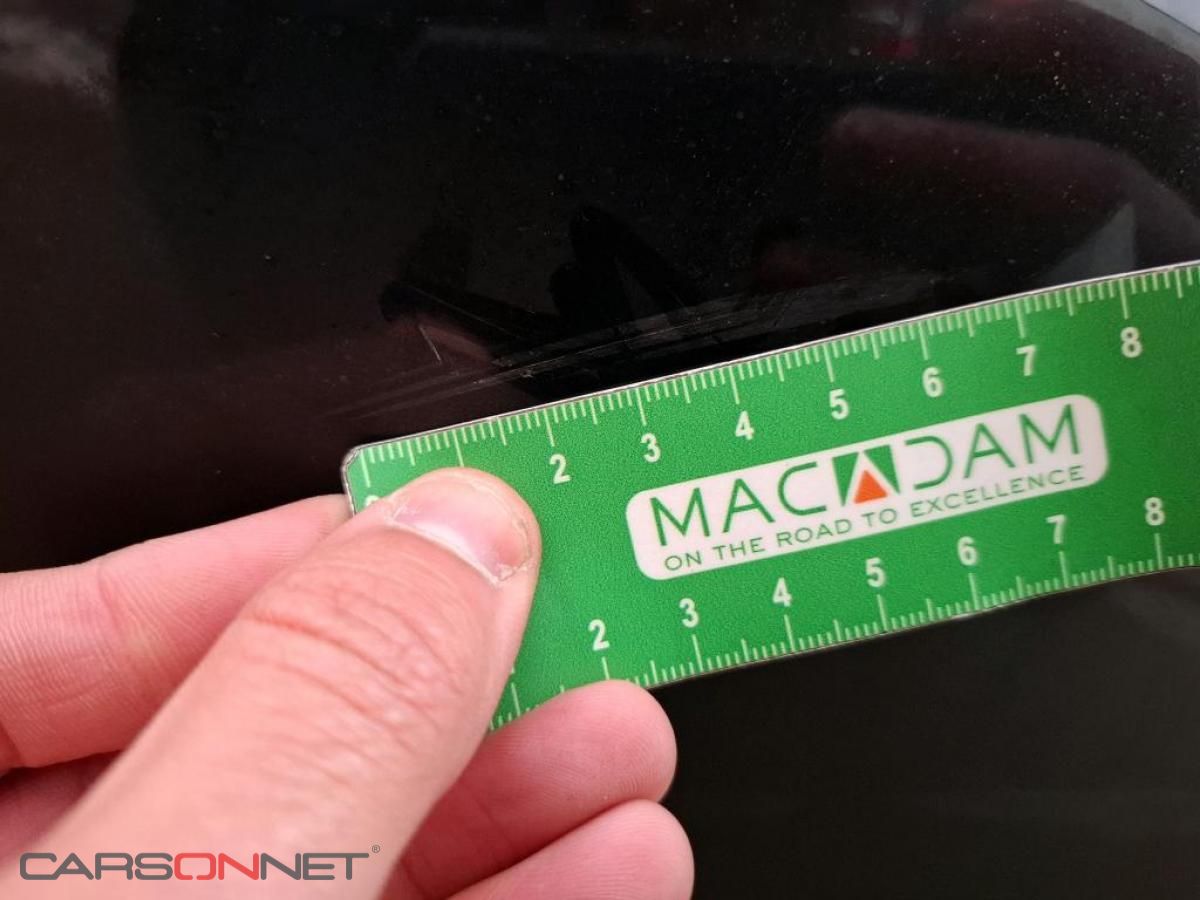 2 3 4 5 6 7 8
MACADAM
ON THE ROAD TO EXCELLENCE
2 3 4 5 6 7 8
CARSONNET®